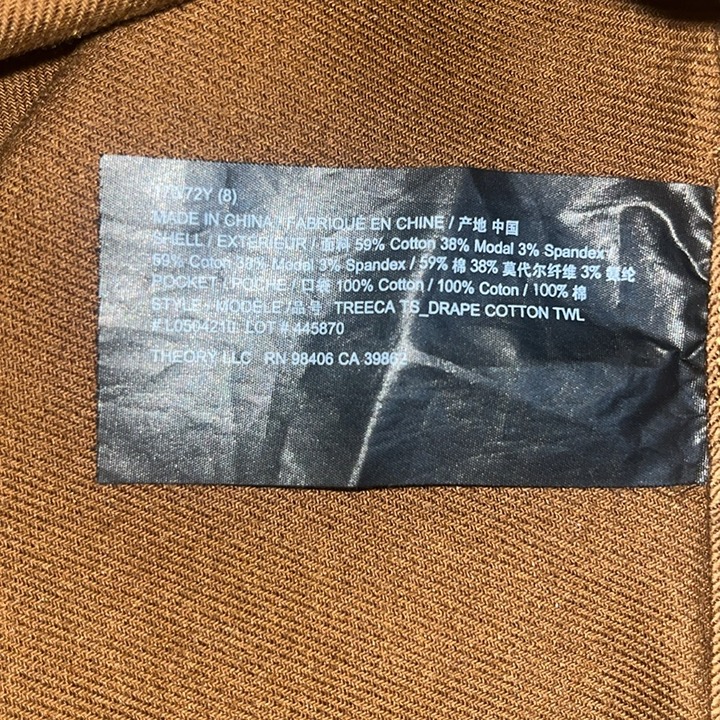 (8)
MADE IN CHINA / FABRIQUÉ EN CHINE / 产地 中国
SHELL / EXTERIEUR / 面料 59% Cotton 38% Modal 3% Spandex
59% Coton 38% Modal 3% Spandex / 59% 棉 38% 莫代尔纤维 3% 氨纶
POCKET / POCHE / 口袋 100% Cotton / 100% Coton / 100% 棉
STYLE / MODÈLE / 品号 TREECA TS_DRAPE COTTON TWL
LOT # 445870
THEORY LLC RN 98406 CA 39862